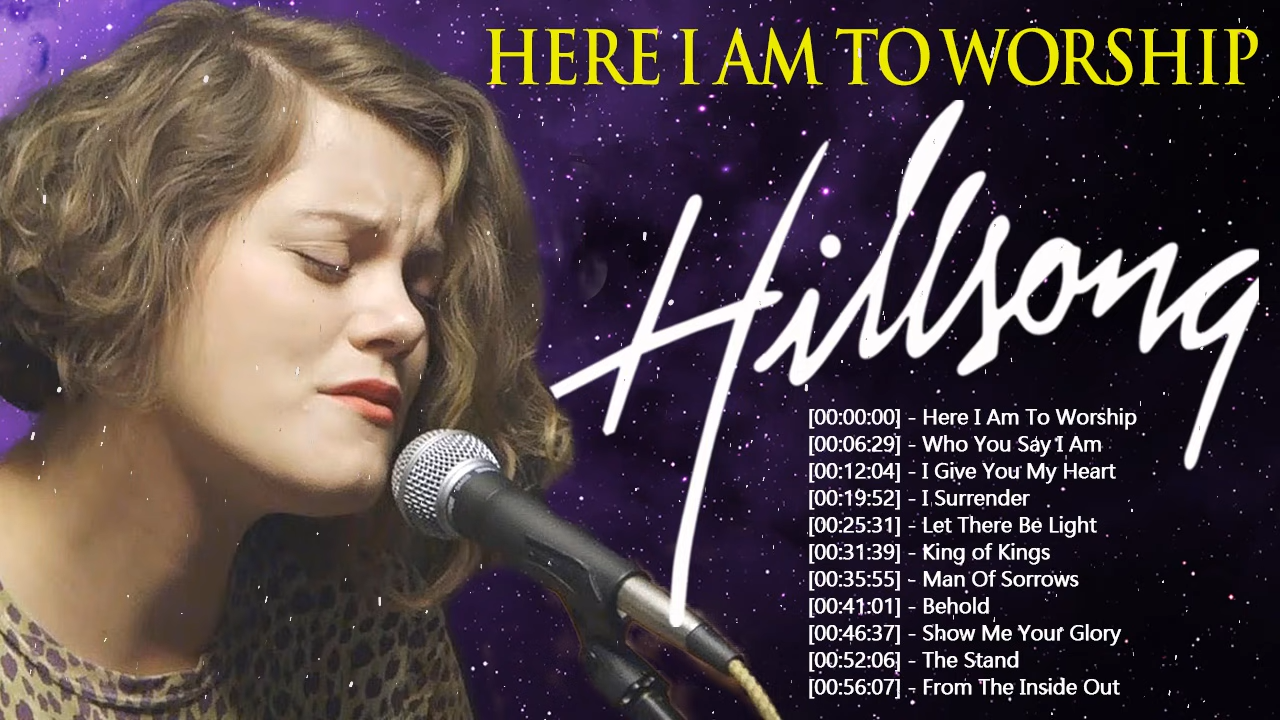 HERE I AM TO WORSHIP
Hillsong
[00:00:00] - Here I Am To Worship
[00:06:29] - Who You Say I Am
[00:12:04] - I Give You My Heart
[00:19:52] - I Surrender
[00:25:31] - Let There Be Light
[00:31:39] - King of Kings
[00:35:55] - Man Of Sorrows
[00:41:01] - Behold
[00:46:37] - Show Me Your Glory
[00:52:06] - The Stand
[00:56:07] - From The Inside Out